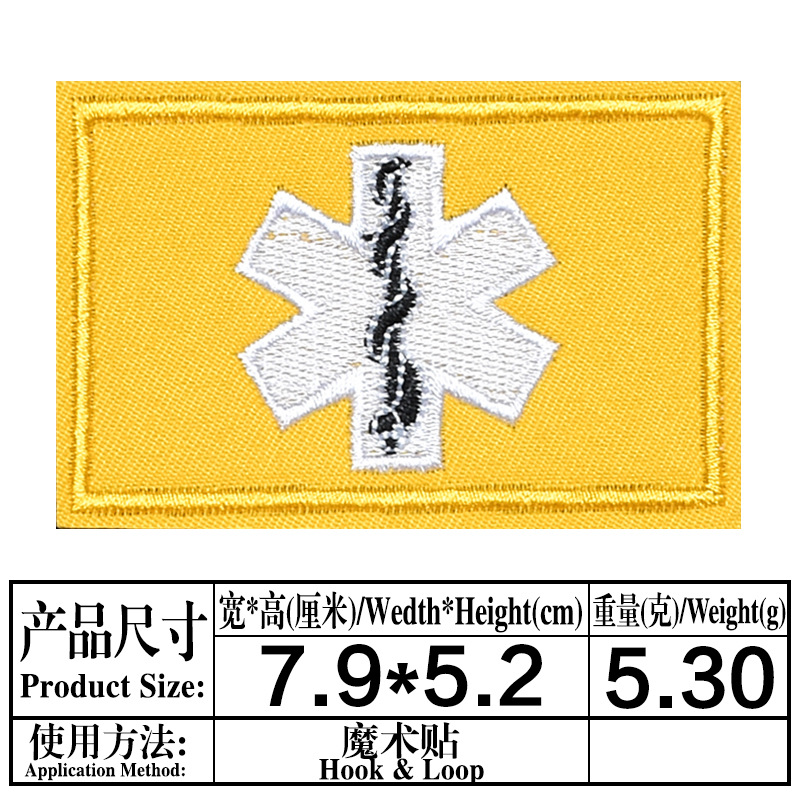 产品尺寸
Product Size:
宽*高(厘米)/Wedth*Height(cm)
7.9*5.2
重量(克)/Weight(g)
5.30
使用方法:
Application Method:
魔术贴
Hook & Loop